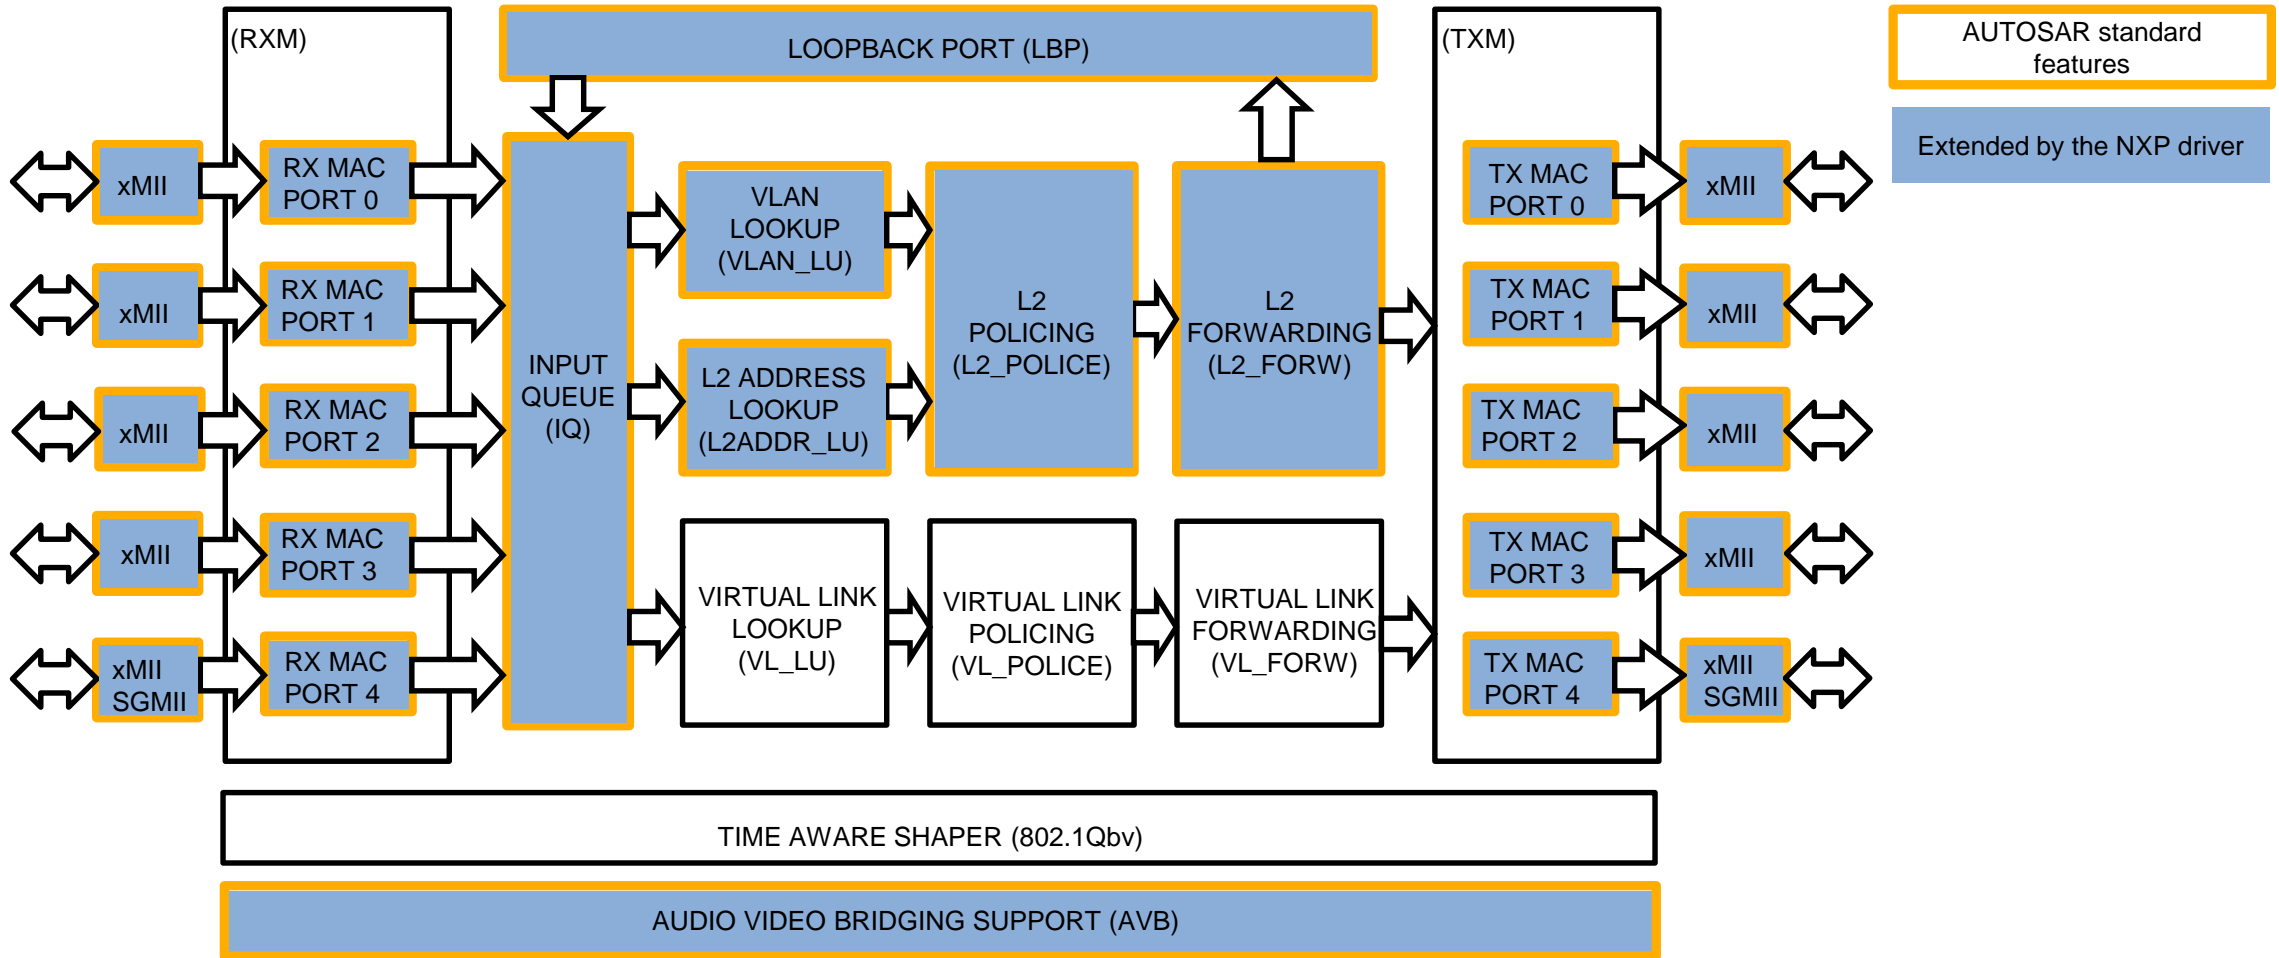 (RXM)
LOOPBACK PORT (LBP)
(TXM)
AUTOSAR standard
features
Extended by the NXP driver
xMII
RX MAC
PORT 0
xMII
RX MAC
PORT 1
xMII
RX MAC
PORT 2
xMII
RX MAC
PORT 3
xMII
SGMII
RX MAC
PORT 4
INPUT
QUEUE
(IQ)
VLAN
LOOKUP
(VLAN_LU)
L2 ADDRESS
LOOKUP
(L2ADDR_LU)
L2
POLICING
(L2_POLICE)
L2
FORWARDING
(L2_FORW)
VIRTUAL LINK
LOOKUP
(VL_LU)
VIRTUAL LINK
POLICING
(VL_POLICE)
VIRTUAL LINK
FORWARDING
(VL_FORW)
TX MAC
PORT 0
xMII
TX MAC
PORT 1
xMII
TX MAC
PORT 2
xMII
TX MAC
PORT 3
xMII
TX MAC
PORT 4
xMII
SGMII
TIME AWARE SHAPER (802.1Qbv)
AUDIO VIDEO BRIDGING SUPPORT (AVB)